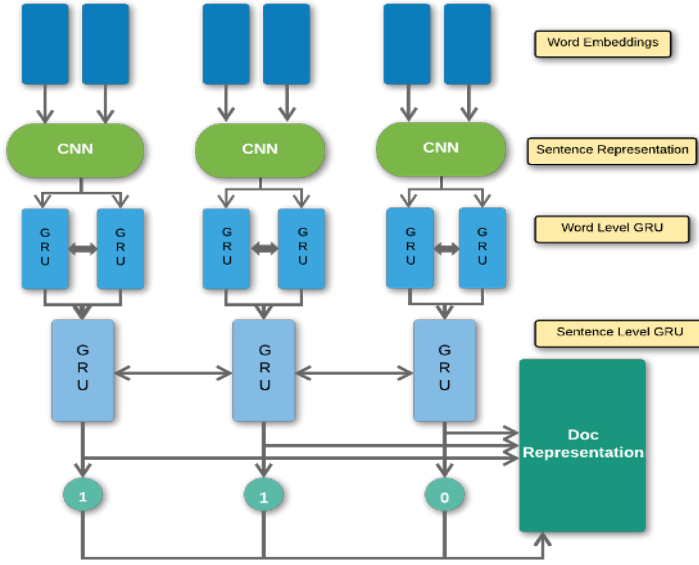 Word Embeddings
CNN
CNN
CNN
Sentence Representation
G
R
U
G
R
U
G
R
U
G
R
U
G
R
U
G
R
U
Word Level GRU
Sentence Level GRU
G
R
U
G
R
U
G
R
U
Doc
Representation
1
1
0